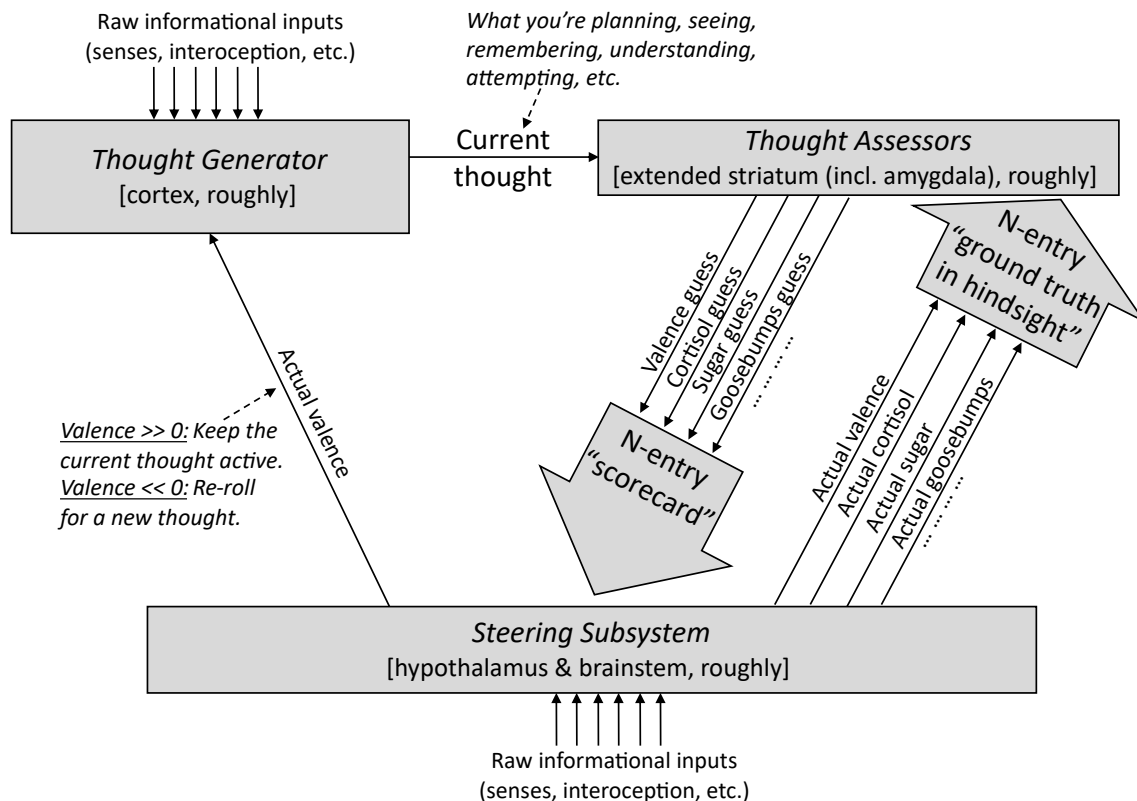 Raw informational inputs
(senses, interoception, etc.)
What you’re planning, seeing,
remembering, understanding,
attempting, etc.
Thought Generator
[cortex, roughly]
Current
thought
Thought Assessors
[extended striatum (incl. amygdala), roughly]
Valence guess
Cortisol guess
Sugar guess
Goosebumps guess
... ... ... ...
N-entry
“scorecard”
N-entry
“ground truth
in hindsight”
Actual valence
Actual cortisol
Actual sugar
Actual goosebumps
... ... ... ...
Actual valence
Valence >> 0: Keep the
current thought active.
Valence << 0: Re-roll
for a new thought.
Steering Subsystem
[hypothalamus & brainstem, roughly]
Raw informational inputs
(senses, interoception, etc.)